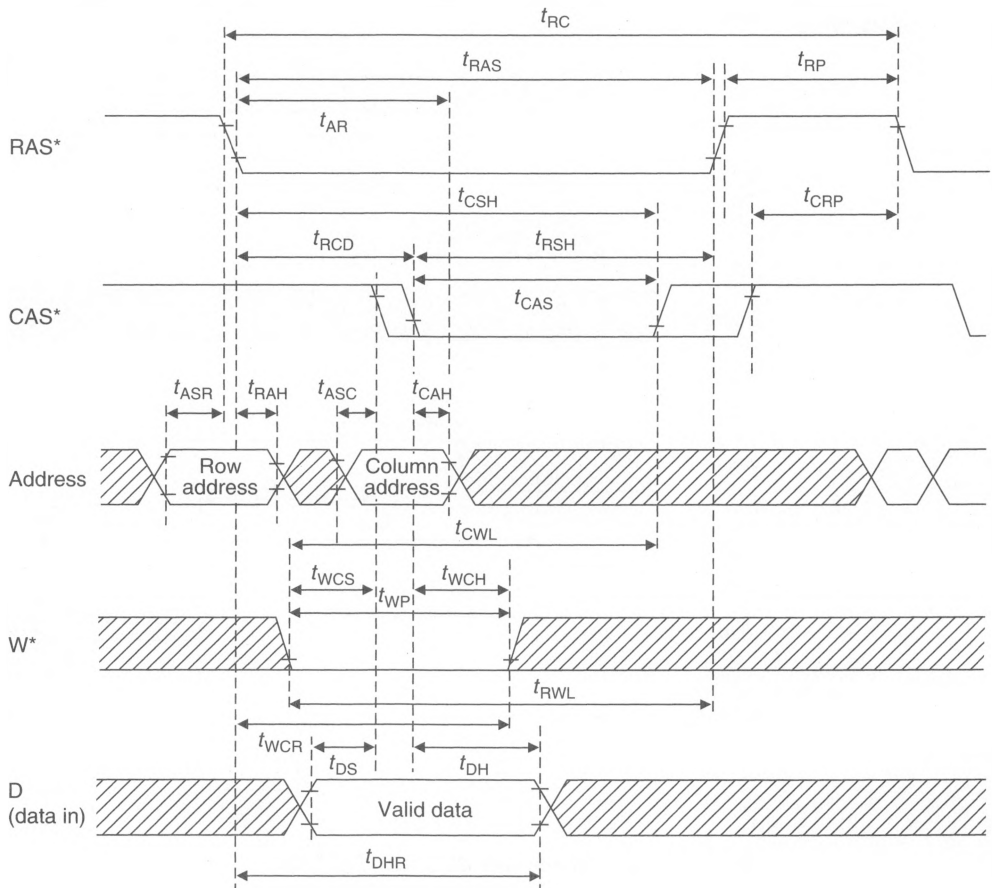 tRC
tRAS
tRP
tAR
RAS*
tCSH
tCRP
tRCD
tRSH
tCAS
CAS*
tASR
tRAH
tASC
tCAH
Address
Row
address
Column
address
tCWL
tWCS
tWCH
tWP
W*
tRWL
tWCR
tDS
tDH
D
(data in)
Valid data
tDHR